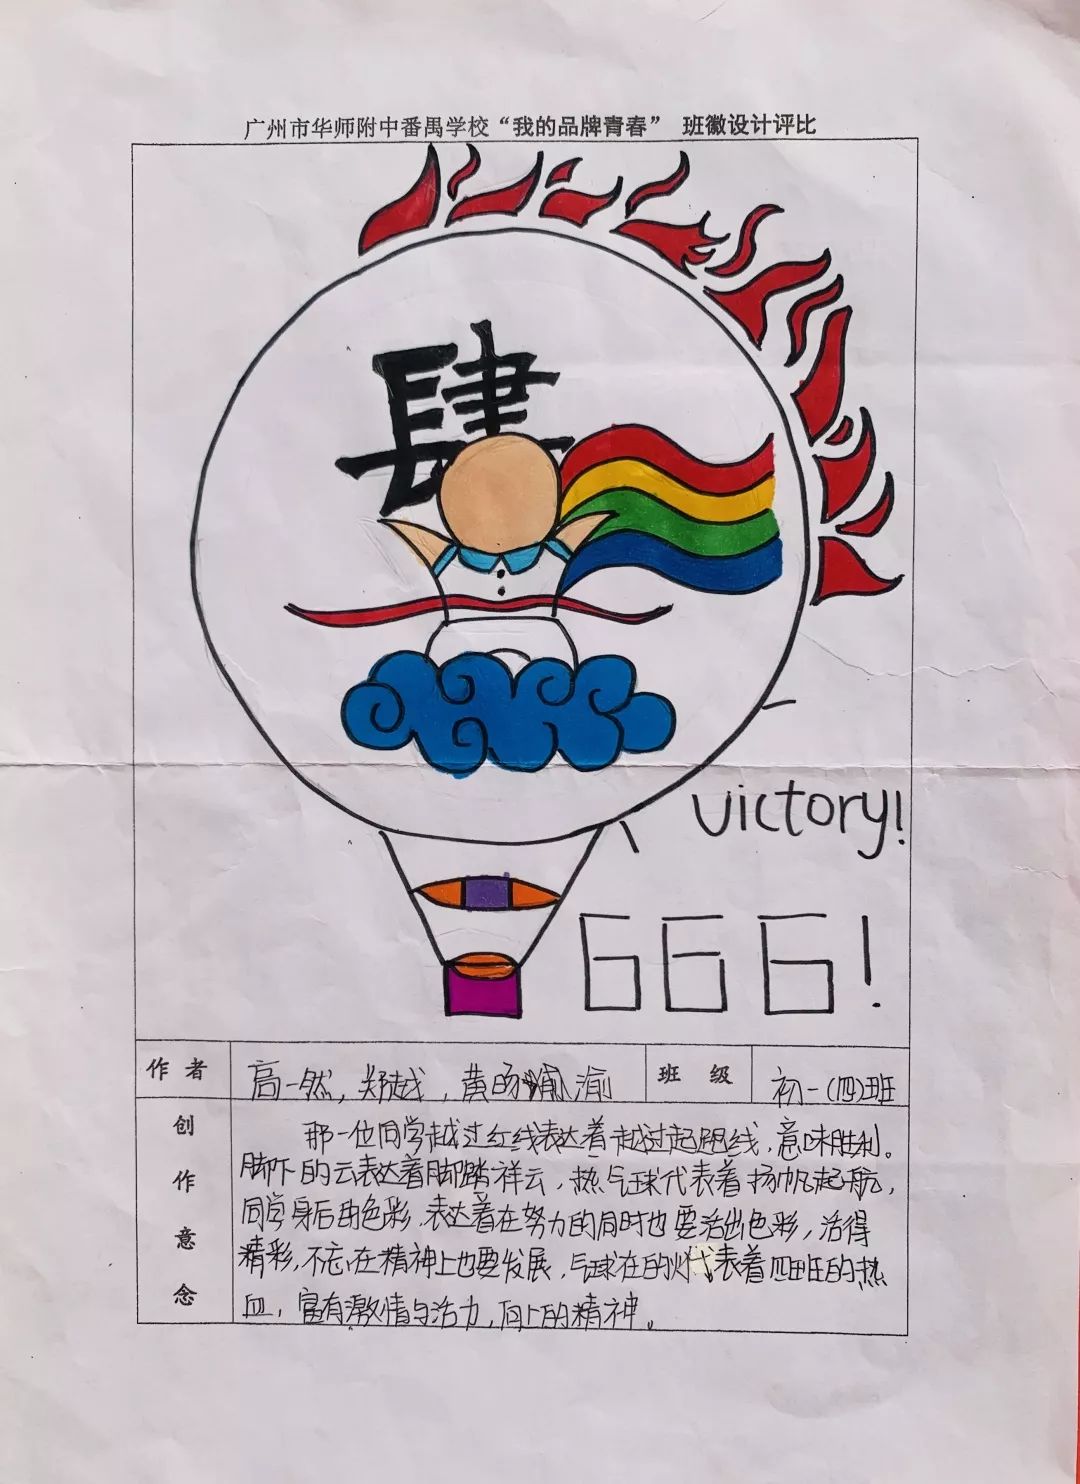 广州市华师附中番禺学校“我的品牌青春” 班徽设计评比
肆
victory!
666!
作者
高一然，郑越，黄旸渝
班级
初一(四)班
创作意念
那一位同学越过红线表达着越过起跑线，意味胜利。
脚下的云表达着脚踏祥云，热气球代表着扬帆起航，
同学身后的色彩，表达着在努力的同时也要活出色彩，活得
精彩，不忘在精神上也要发展，气球在的火代表着四班的热
血，富有激情与活力，向上的精神。